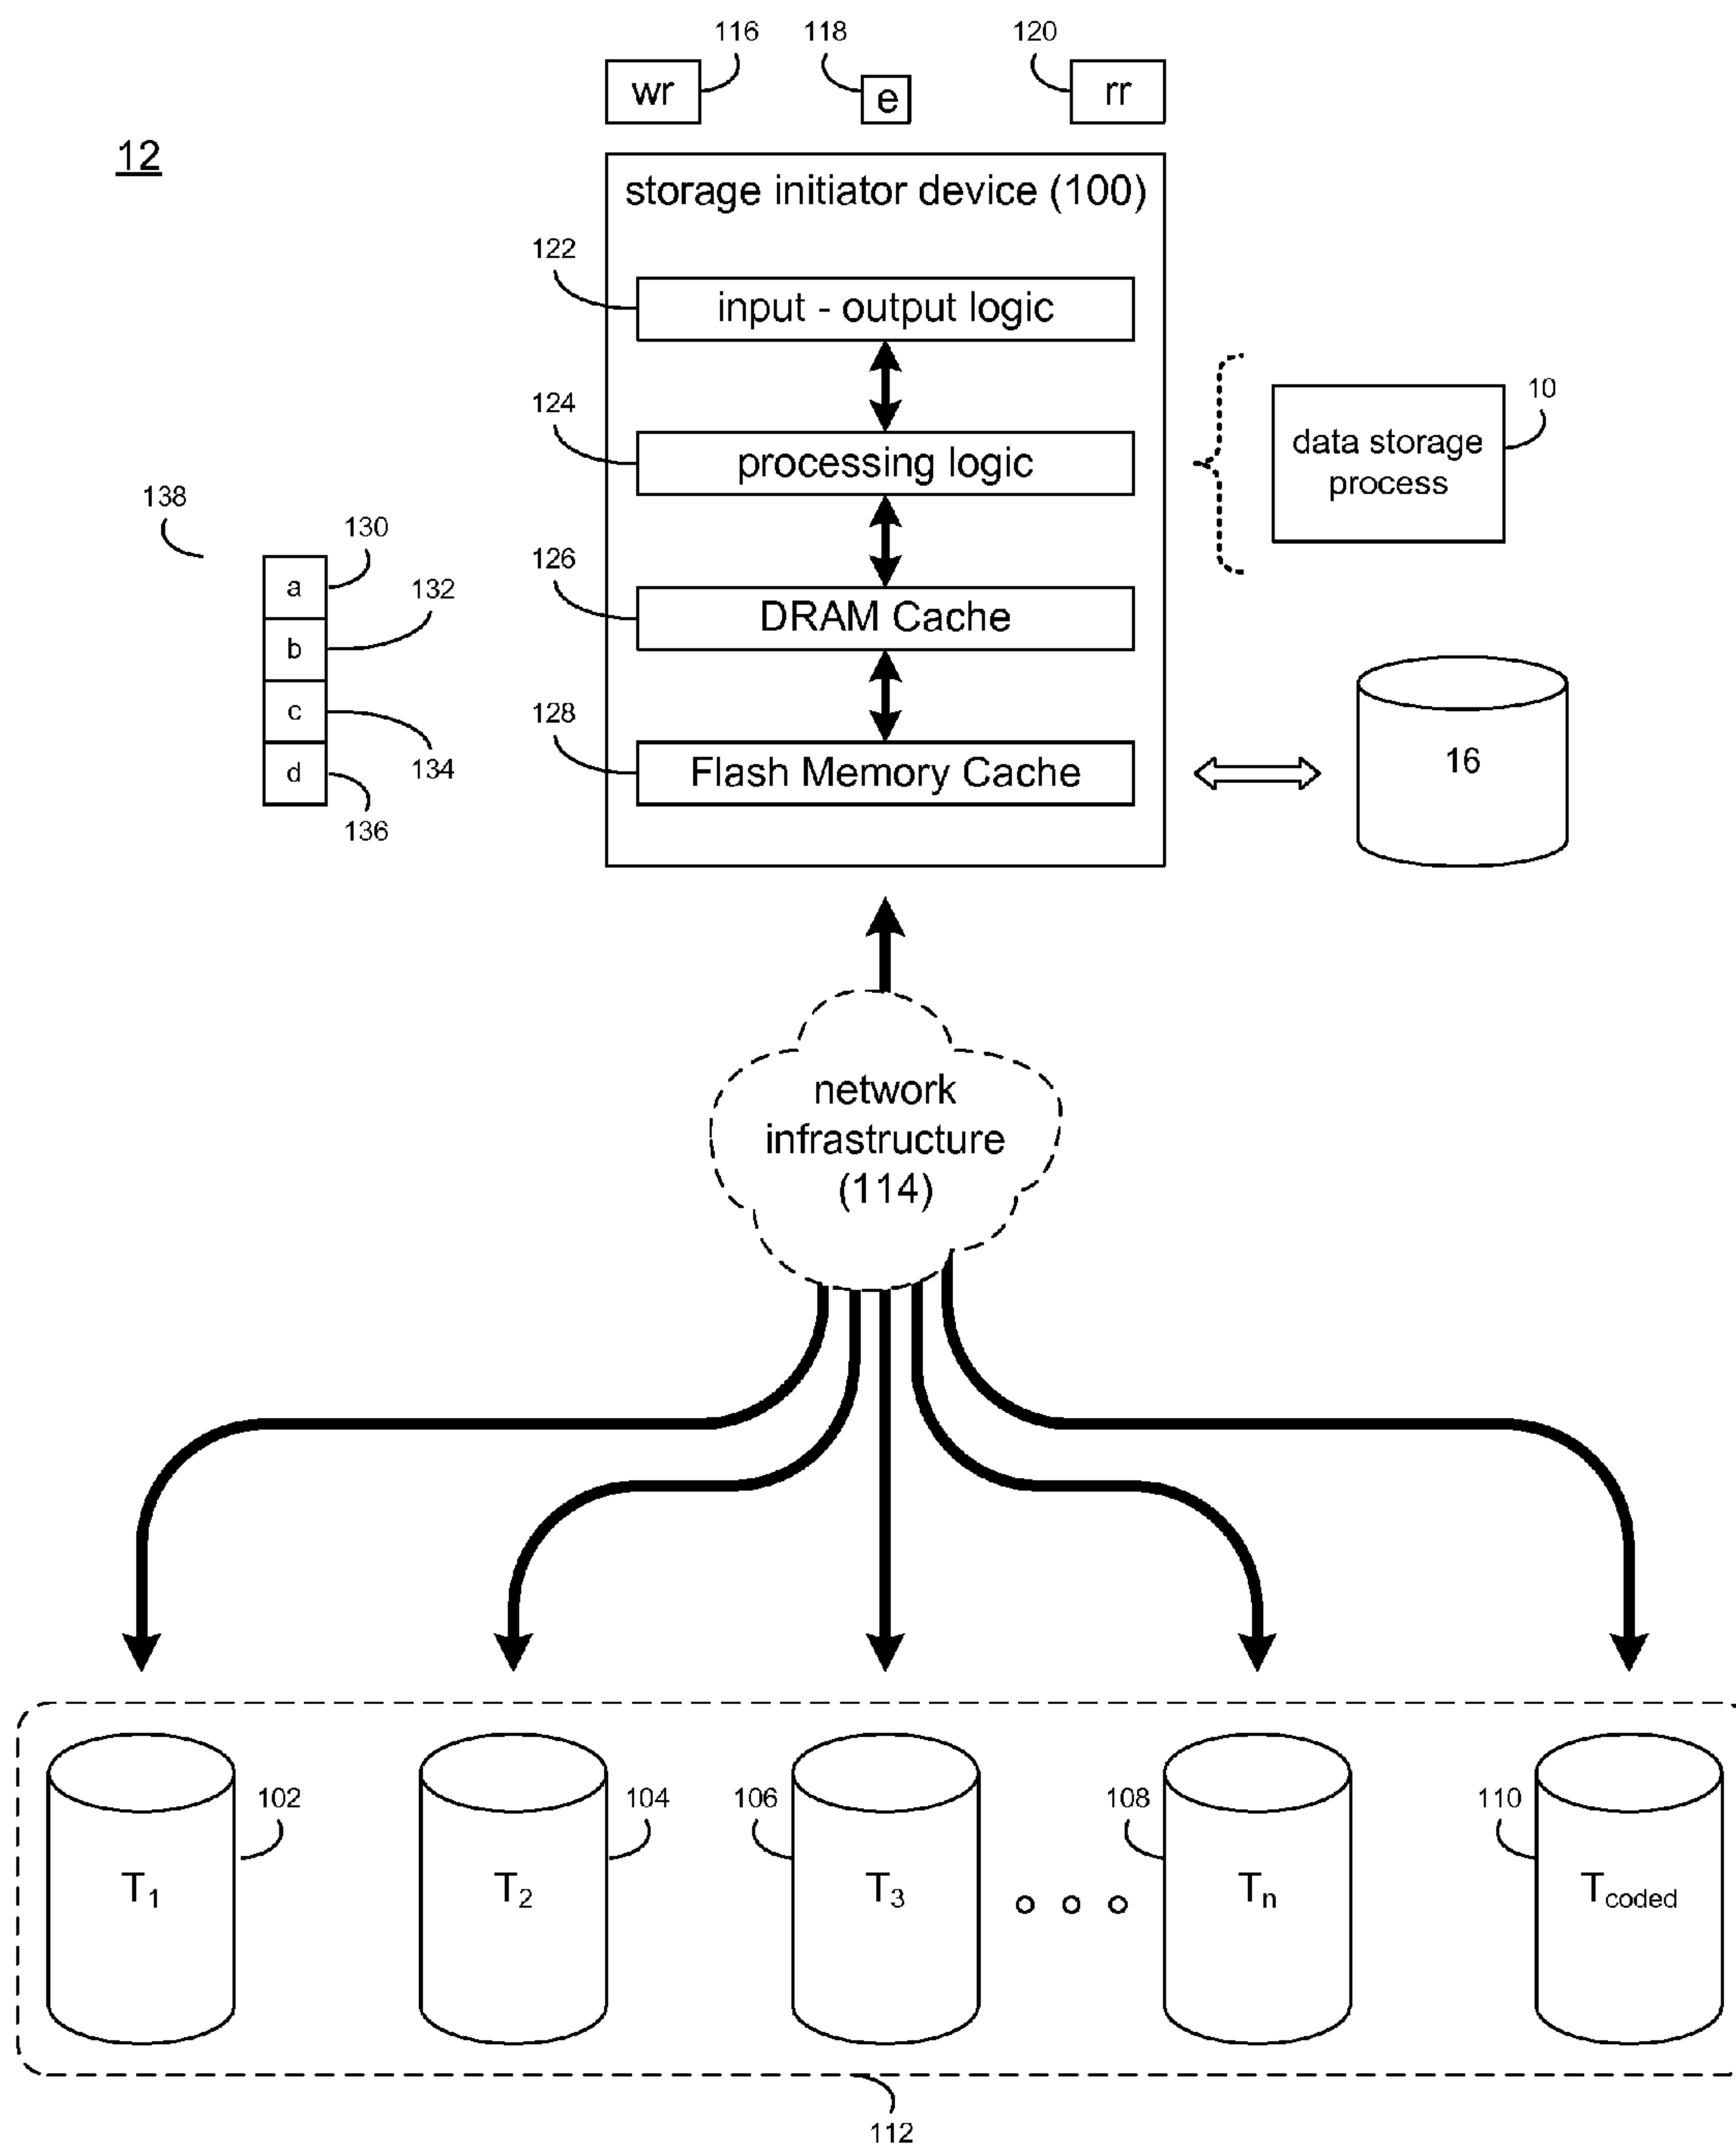 116
118
120
wr
e
rr
12
storage initiator device (100)
122
input - output logic
124
processing logic
10
data storage
process
138
130
126
a
132
DRAM Cache
b
c
128
134
Flash Memory Cache
16
d
136
network
infrastructure
(114)
102
104
106
108
110
T1
T2
T3
Tn
Tcoded
112